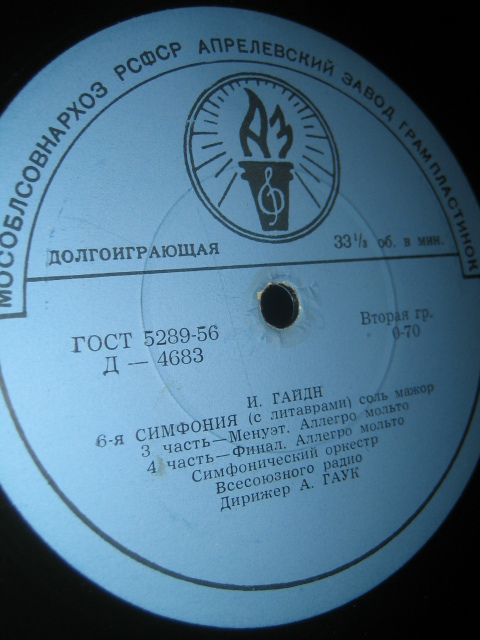 МОСОБЛСОВНАРХОЗ РСФСР АПРЕЛЕВСКИЙ ЗАВОД ГРАМПЛАСТИНОК
АЗ
ДОЛГОИГРАЮЩАЯ
33⅓ об. в мин.
ГОСТ 5289-56
Д — 4683
Вторая гр.
0-70
И. ГАЙДН
6-я СИМФОНИЯ (с литаврами) соль мажор
3 часть—Менуэт. Аллегро мольто
4 часть—Финал. Аллегро мольто
Симфонический оркестр
Всесоюзного радио
Дирижер А. ГАУК